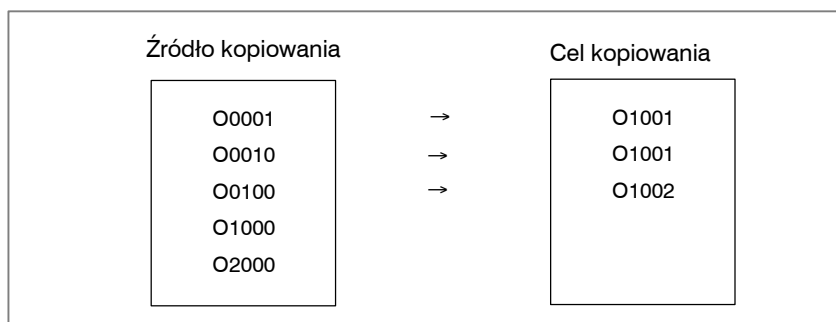 Źródło kopiowania Cel kopiowania
O0001 → O1001
O0010 → O1001
O0100 → O1002
O1000
O2000